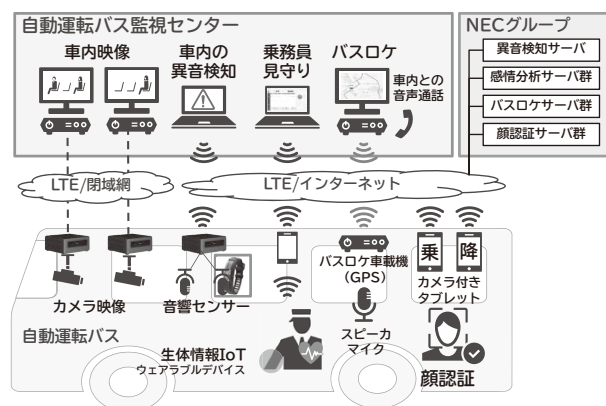 自動運転バス監視センター
車内映像
車内の
異音検知
乗務員
見守り
バスロケ
車内との
音声通話
NECグループ
異音検知サーバ
感情分析サーバ群
バスロケサーバ群
顔認証サーバ群
LTE/閉域網
LTE/インターネット
カメラ映像
音響センサー
バスロケ車載機
（GPS）
乗
降
カメラ付き
タブレット
自動運転バス
生体情報IoT
ウェアラブルデバイス
スピーカ
マイク
顔認証